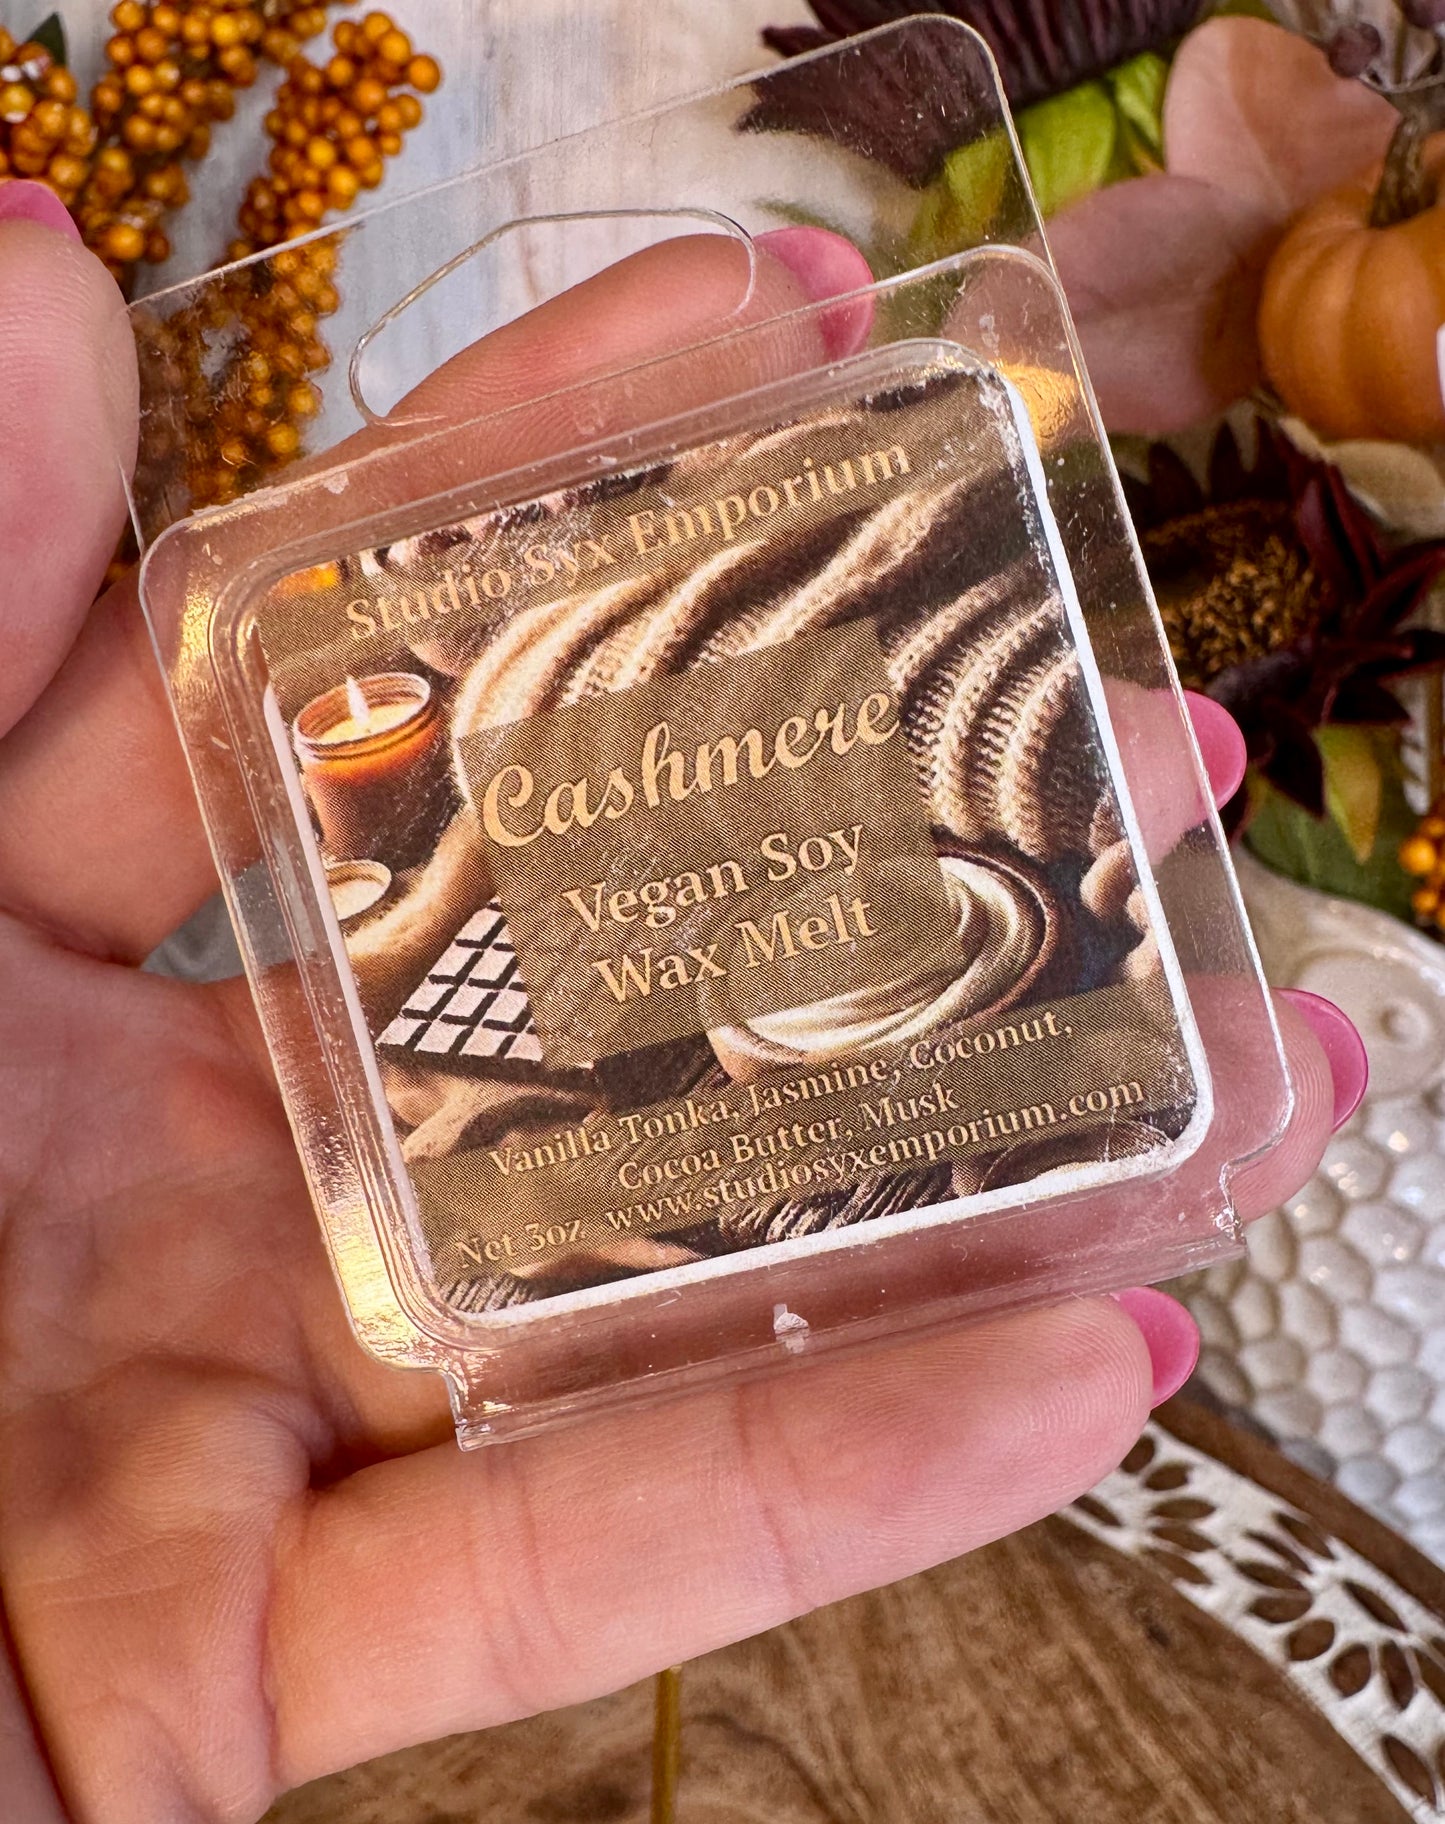 Studio Syx Emporium
Cashmere
Vegan Soy
Wax Melt
Vanilla Tonka, Jasmine, Coconut,
Cocoa Butter, Musk
Net 3oz. www.studiosyxemporium.com